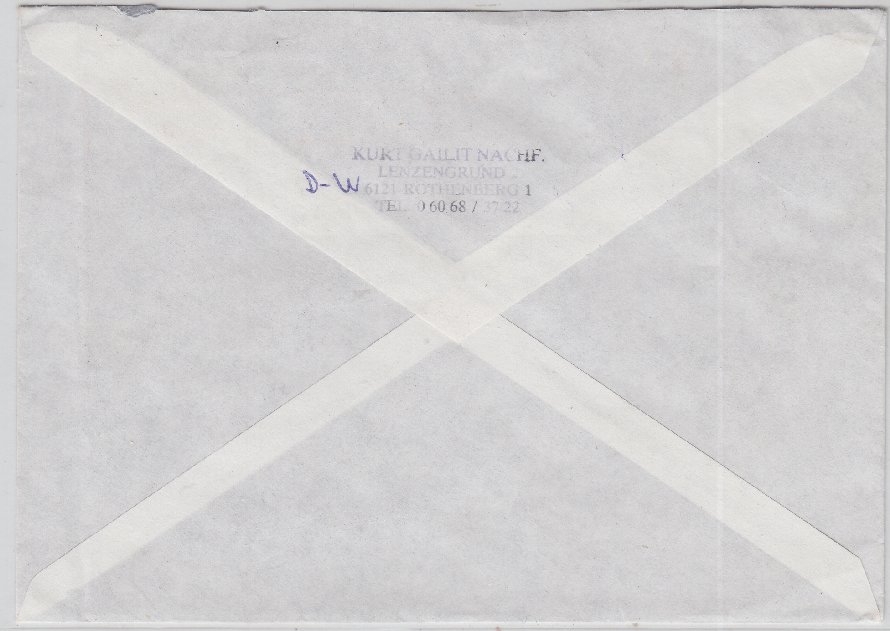 KURT GAILIT NACHF.
LENZENGRUND
D-W 6121 ROTHENBERG 1
TEL. 0 60 68 / 37 22